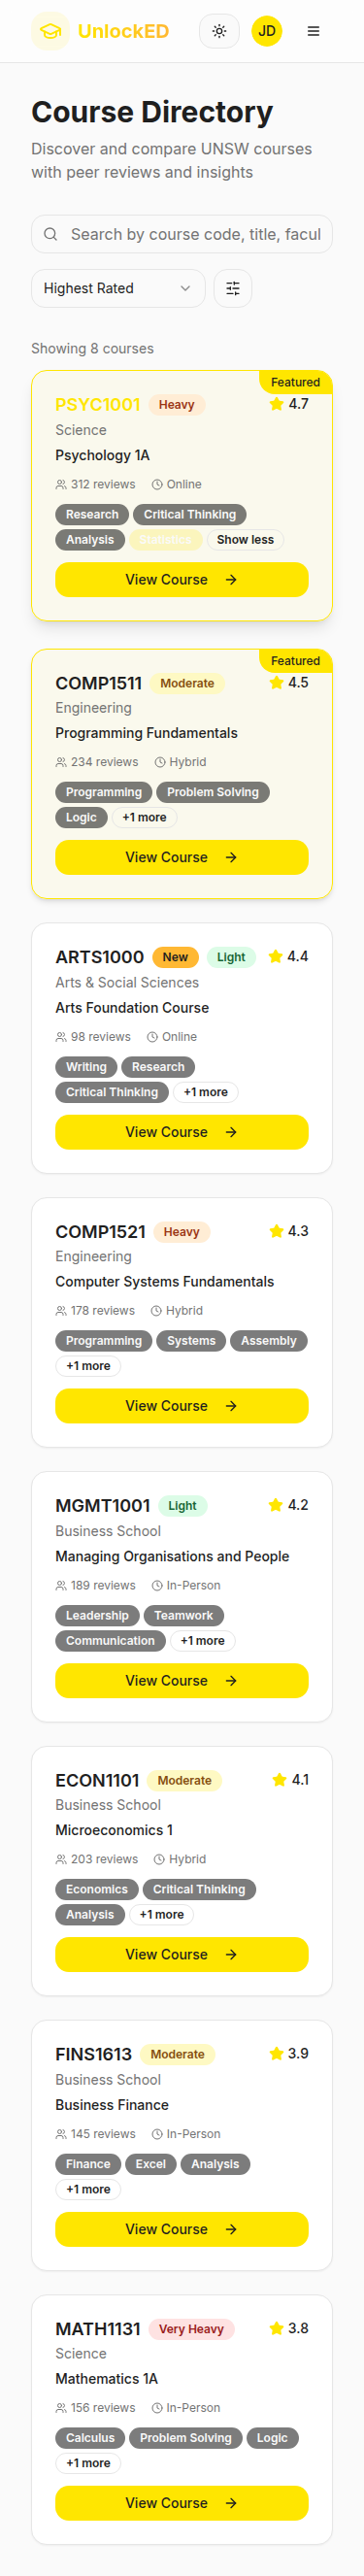 UnlockED
JD
Course Directory
Discover and compare UNSW courses
with peer reviews and insights
Search by course code, title, facul
Highest Rated
Showing 8 courses
Featured
PSYC1001 Heavy 4.7
Science
Psychology 1A
312 reviews Online
Research Critical Thinking
Analysis Statistics Show less
View Course
Featured
COMP1511 Moderate 4.5
Engineering
Programming Fundamentals
234 reviews Hybrid
Programming Problem Solving
Logic +1 more
View Course
ARTS1000 New Light 4.4
Arts & Social Sciences
Arts Foundation Course
98 reviews Online
Writing Research
Critical Thinking +1 more
View Course
COMP1521 Heavy 4.3
Engineering
Computer Systems Fundamentals
178 reviews Hybrid
Programming Systems Assembly
+1 more
View Course
MGMT1001 Light 4.2
Business School
Managing Organisations and People
189 reviews In-Person
Leadership Teamwork
Communication +1 more
View Course
ECON1101 Moderate 4.1
Business School
Microeconomics 1
203 reviews Hybrid
Economics Critical Thinking
Analysis +1 more
View Course
FINS1613 Moderate 3.9
Business School
Business Finance
145 reviews In-Person
Finance Excel Analysis
+1 more
View Course
MATH1131 Very Heavy 3.8
Science
Mathematics 1A
156 reviews In-Person
Calculus Problem Solving Logic
+1 more
View Course